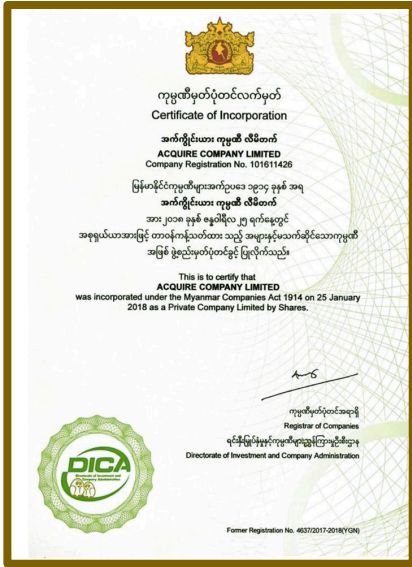 ကုမ္ပဏီမှတ်ပုံတင်လက်မှတ်
Certificate of Incorporation
အက်ကွိုင်းယား ကုမ္ပဏီ လီမိတက်
ACQUIRE COMPANY LIMITED
Company Registration No. 101611426
မြန်မာနိုင်ငံကုမ္ပဏီများအက်ဥပဒေ ၁၉၁၄ ခုနှစ် အရ
အက်ကွိုင်းယား ကုမ္ပဏီ လီမိတက်
အား ၂၀၁၈ ခုနှစ် ဇန္နဝါရီလ ၂၅ ရက်နေ့တွင်
အစုရှယ်ယာအားဖြင့် တာဝန်ကန့်သတ်ထား သည့် အများနှင့်မသက်ဆိုင်သောကုမ္ပဏီ
အဖြစ် ဖွဲ့စည်းမှတ်ပုံတင်ခွင့် ပြုလိုက်သည်။
This is to certify that
ACQUIRE COMPANY LIMITED
was incorporated under the Myanmar Companies Act 1914 on 25 January
2018 as a Private Company Limited by Shares.
ကုမ္ပဏီမှတ်ပုံတင်အရာရှိ
Registrar of Companies
ရင်းနှီးမြှုပ်နှံမှုနှင့်ကုမ္ပဏီများညွှန်ကြားမှုဦးစီးဌာန
Directorate of Investment and Company Administration
DICA
Directorate of Investment and
Company Administration
Former Registration No. 4637/2017-2018(YGN)